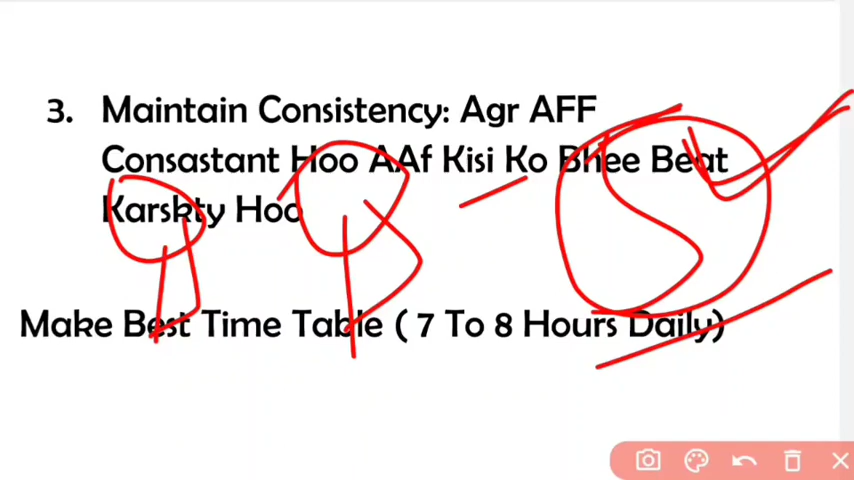 3. Maintain Consistency: Agr AFF
Consastant Hoo AAf Kisi Ko Bhee Beat
Karskty Hoo
Make Best Time Table ( 7 To 8 Hours Daily)